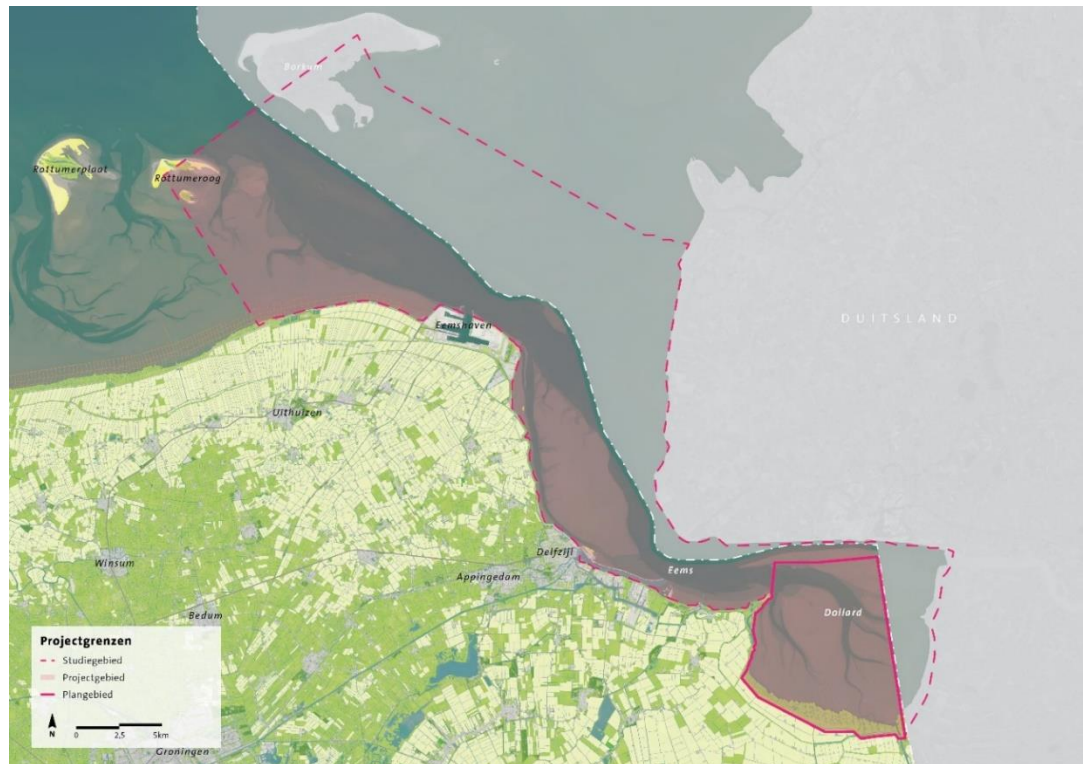 Borkum
c
Rottumerplaat
Rottumeroog
DUITSLAND
Eemshaven
Uithuizen
Delfzijl
Winsum
Appingedam
Eems
Bedum
Dollard
Projectgrenzen
Studiegebied
Projectgebied
Plangebied
N
0 2,5 5km
Groningen